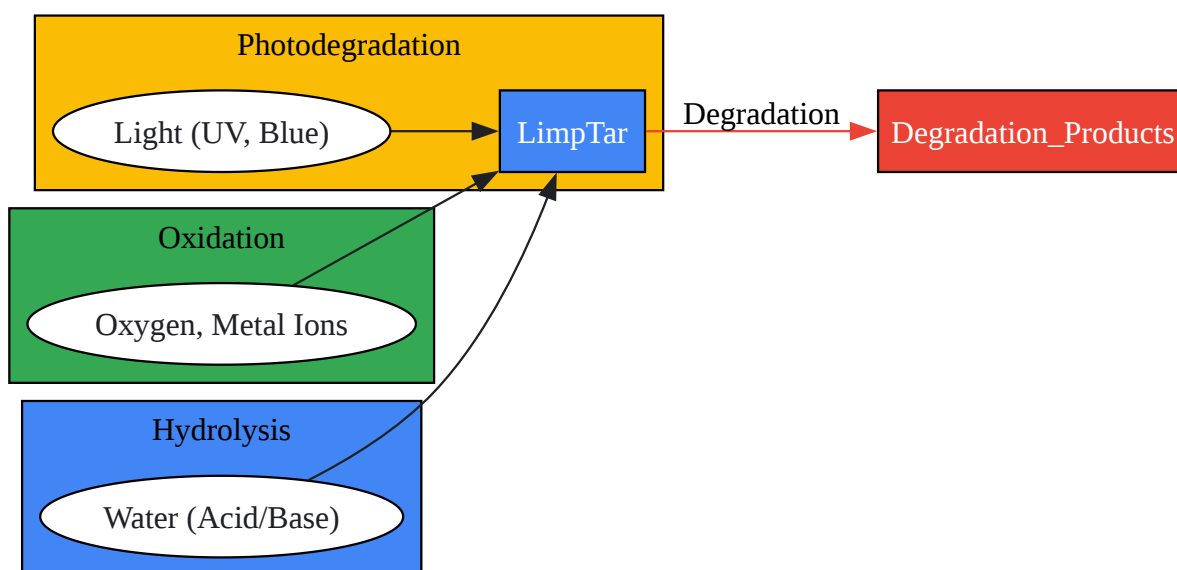 Photodegradation
Light (UV, Blue)
LimpTar
Degradation
Degradation_Products
Oxidation
Oxygen, Metal Ions
Hydrolysis
Water (Acid/Base)